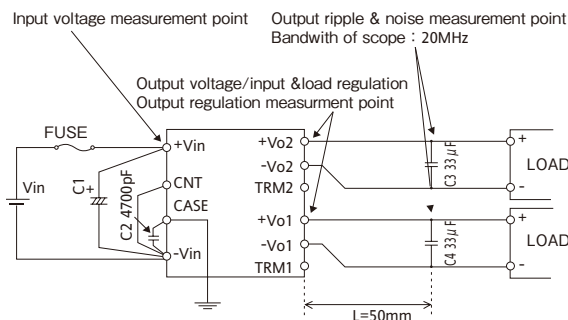 Input voltage measurement point
Output ripple & noise measurement point
Bandwith of scope : 20MHz
Output voltage/input &load regulation
Output regulation measurment point
FUSE
+Vin
+Vo2
+
C3 33μF
LOAD
-Vo2
-
Vin
C1
+
CNT
TRM2
C2 4700pF
CASE
+Vo1
+
C4 33μF
LOAD
-Vo1
-
-Vin
TRM1
L=50mm